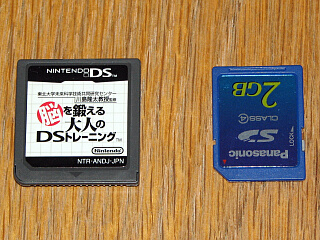 NINTENDO DS™
東北大学未来科学技術共同研究センター
川島隆太教授監修
脳を鍛える
大人の
DSトレーニング
Nintendo
NTR-ANDJ-JPN
Panasonic
LOCK
SD
CLASS 4
2GB